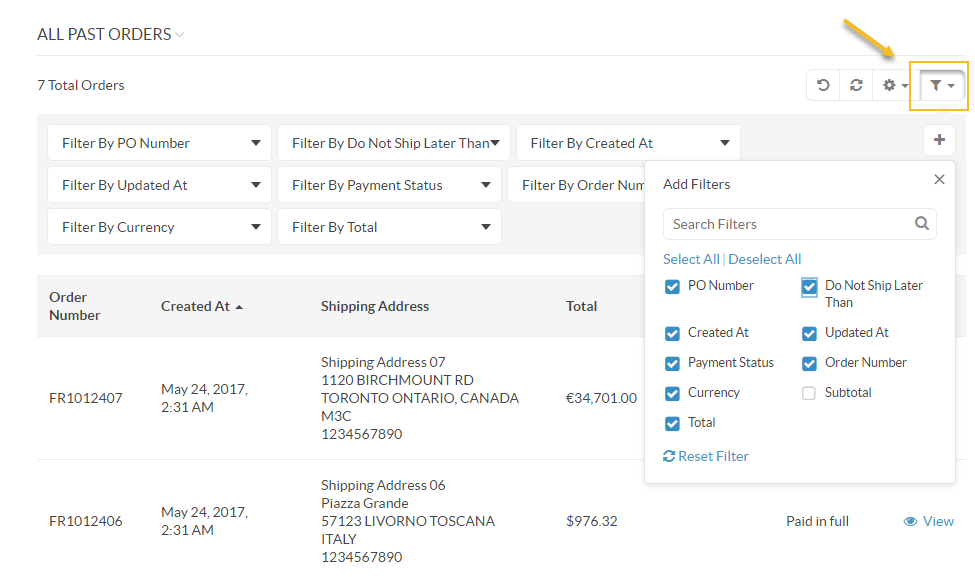 ALL PAST ORDERS
7 Total Orders
Filter By PO Number
Filter By Do Not Ship Later Than
Filter By Created At
Filter By Updated At
Filter By Payment Status
Filter By Order Num
Filter By Currency
Filter By Total
Add Filters
Search Filters
Select All | Deselect All
PO Number
Do Not Ship Later
Than
Created At
Updated At
Payment Status
Order Number
Currency
Subtotal
Total
Reset Filter
Order
Number
Created At
Shipping Address
Total
FR1012407
May 24, 2017,
2:31 AM
Shipping Address 07
1120 BIRCHMOUNT RD
TORONTO ONTARIO, CANADA
M3C
1234567890
€34,701.00
FR1012406
May 24, 2017,
2:31 AM
Shipping Address 06
Piazza Grande
57123 LIVORNO TOSCANA
ITALY
1234567890
$976.32
Paid in full
View